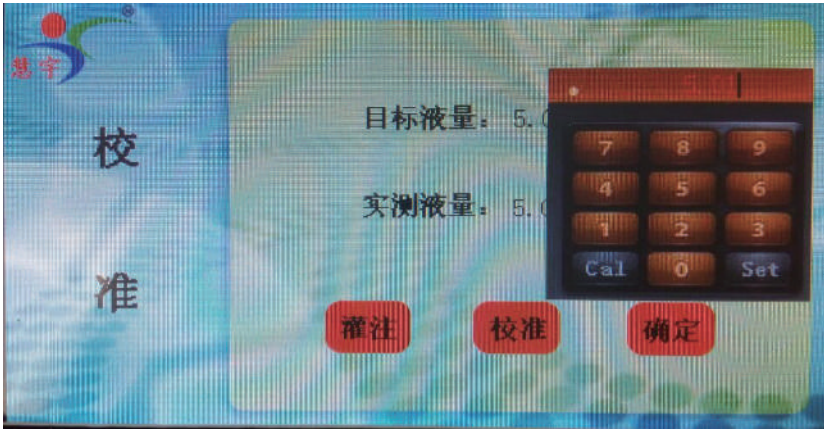 ®
慧宇
校
准
目标液量： 5.0
实测液量： 5.0
7 8 9
4 5 6
1 2 3
Cal 0 Set
灌注 校准 确定